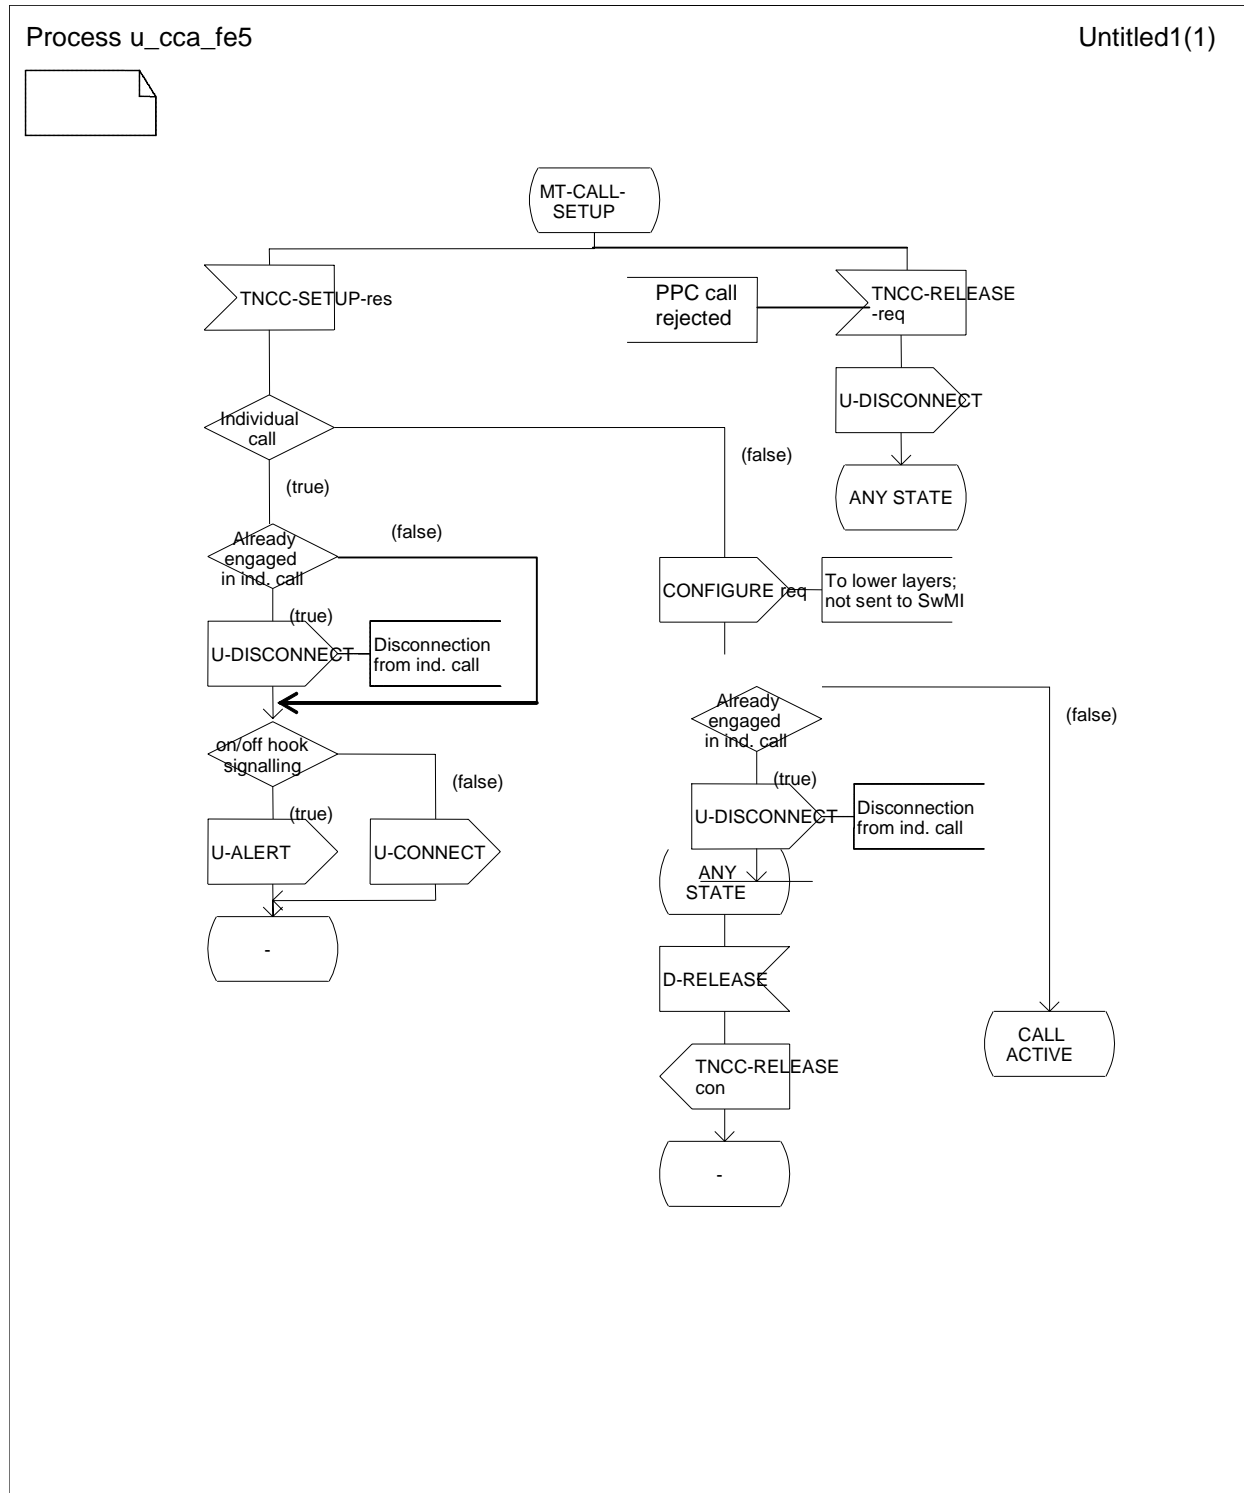 Process u_cca_fe5
Untitled1(1)
MT-CALL-
SETUP
TNCC-SETUP-res
PPC call
rejected
TNCC-RELEASE
-req
U-DISCONNECT
Individual
call
(false)
(true)
ANY STATE
Already
engaged
in ind. call
(false)
CONFIGURE req
To lower layers;
not sent to SwMI
(true)
U-DISCONNECT
Disconnection
from ind. call
Already
engaged
in ind. call
(false)
on/off hook
signalling
(false)
(true)
(true)
U-DISCONNECT
Disconnection
from ind. call
U-ALERT
U-CONNECT
ANY
STATE
-
D-RELEASE
CALL
ACTIVE
TNCC-RELEASE
con
-